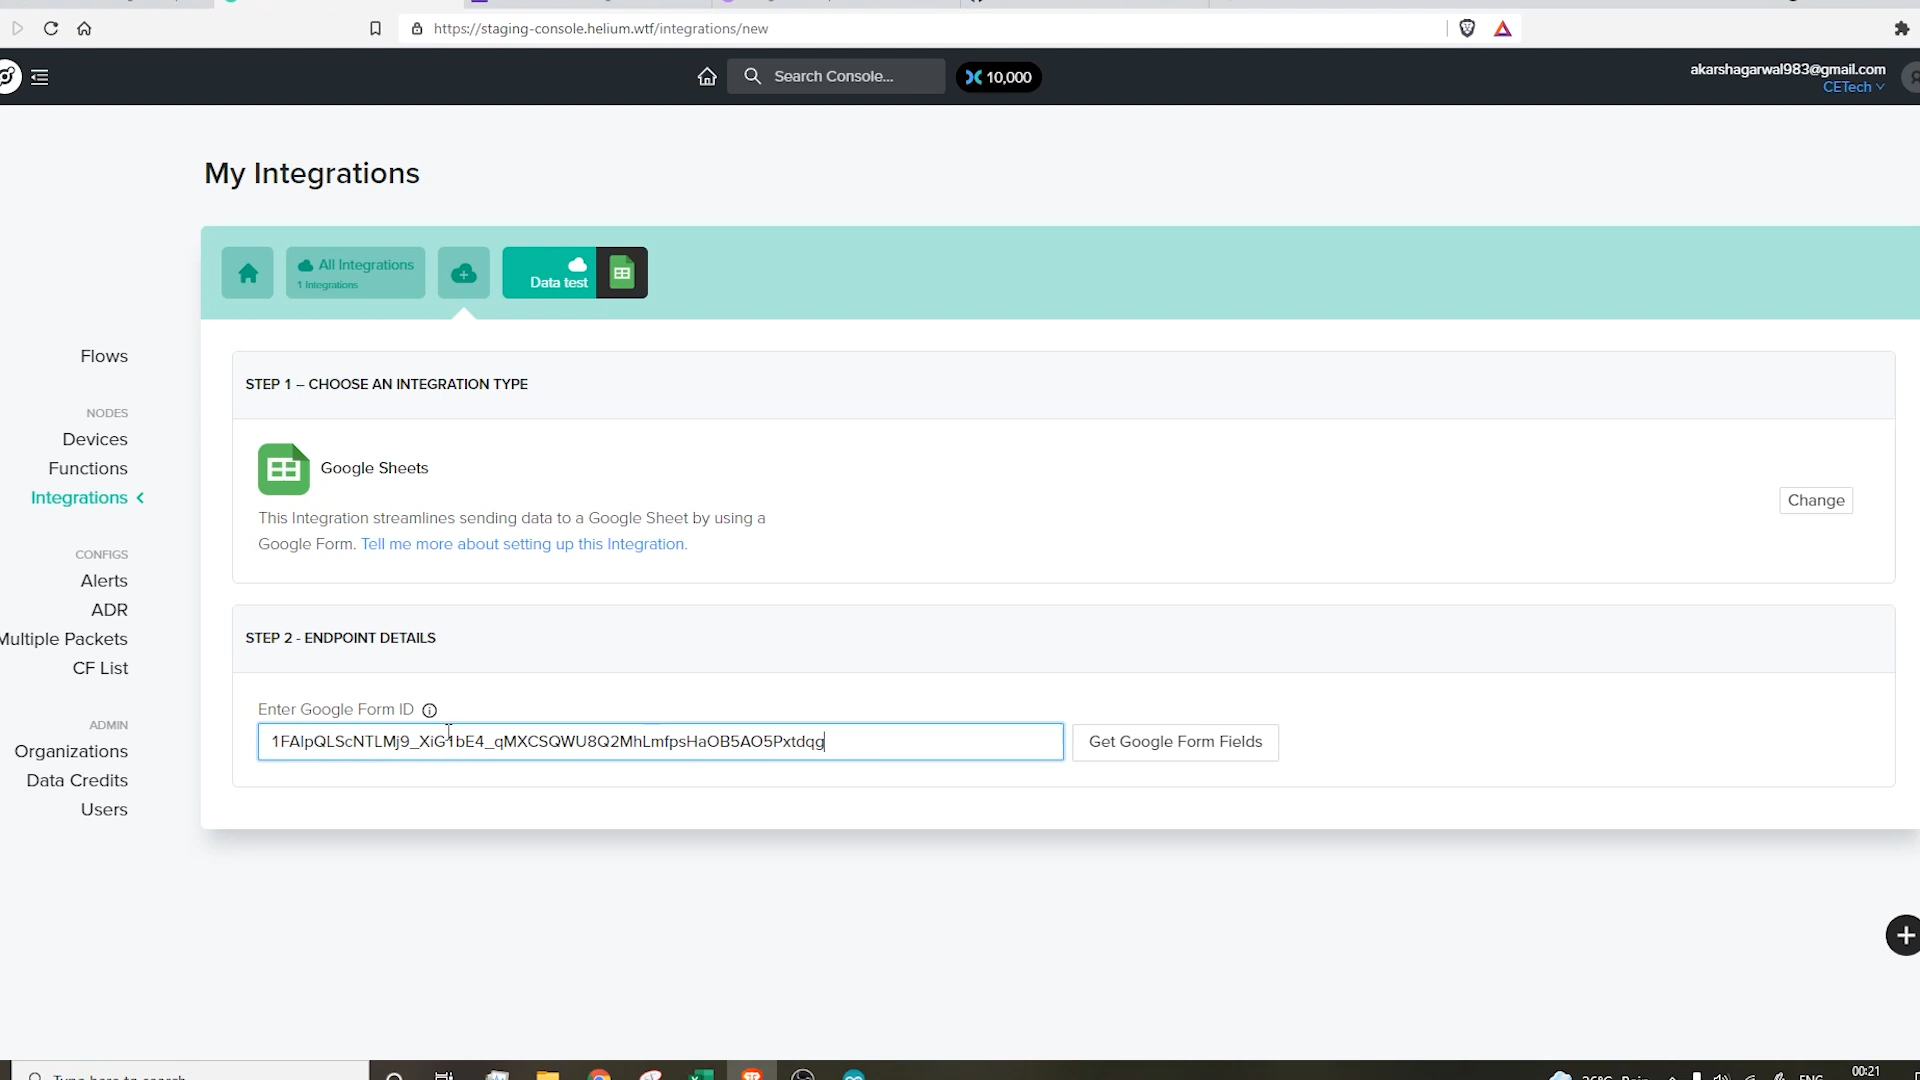 https://staging-console.helium.wtf/integrations/new
Search Console...
10,000
akarshagarwal983@gmail.com
CETech
My Integrations
All Integrations
1 Integrations
Data test
Flows
NODES
Devices
Functions
Integrations
CONFIGS
Alerts
ADR
Multiple Packets
CF List
ADMIN
Organizations
Data Credits
Users
STEP 1 – CHOOSE AN INTEGRATION TYPE
Google Sheets
This Integration streamlines sending data to a Google Sheet by using a
Google Form. Tell me more about setting up this Integration.
Change
STEP 2 - ENDPOINT DETAILS
Enter Google Form ID
1FAIpQLScNTLMj9_XiG1bE4_qMXCSQWU8Q2MhLmfpsHaOB5AO5Pxtdqg
Get Google Form Fields
Type here to search
26°C Rain
ENG
00:21